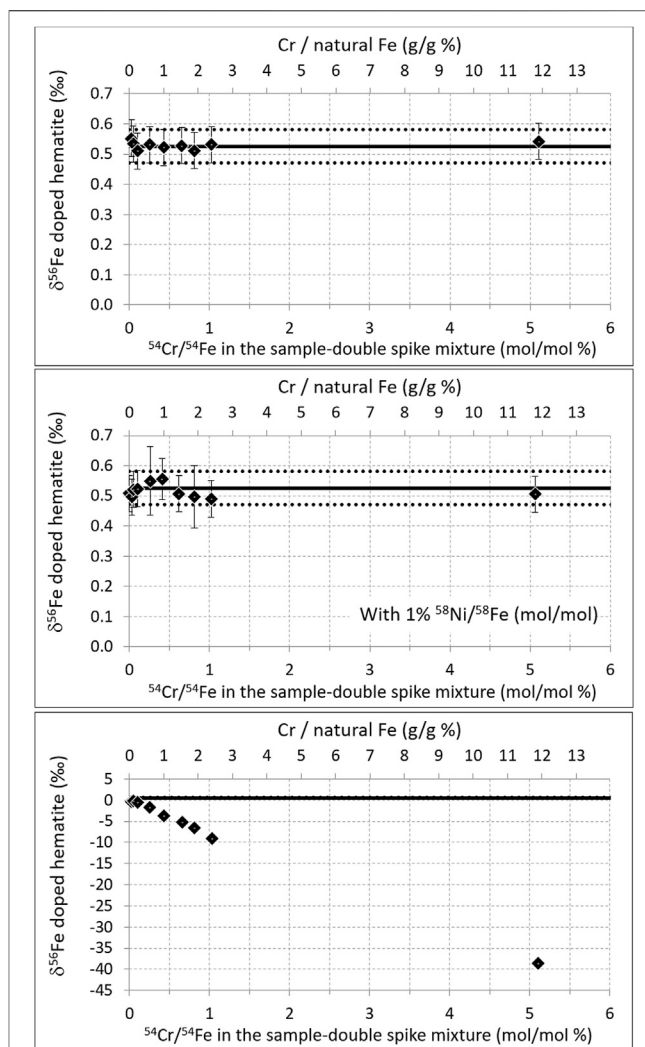 Cr / natural Fe (g/g %)
0 1 2 3 4 5 6 7 8 9 10 11 12 13
0.7
0.6
0.5
0.4
0.3
0.2
0.1
0.0
δ⁵⁶Fe doped hematite (‰)
0 1 2 3 4 5 6
⁵⁴Cr/⁵⁴Fe in the sample-double spike mixture (mol/mol %)
Cr / natural Fe (g/g %)
0 1 2 3 4 5 6 7 8 9 10 11 12 13
0.7
0.6
0.5
0.4
0.3
0.2
0.1
0.0
δ⁵⁶Fe doped hematite (‰)
With 1% ⁵⁸Ni/⁵⁸Fe (mol/mol)
0 1 2 3 4 5 6
⁵⁴Cr/⁵⁴Fe in the sample-double spike mixture (mol/mol %)
Cr / natural Fe (g/g %)
0 1 2 3 4 5 6 7 8 9 10 11 12 13
5
0
-5
-10
-15
-20
-25
-30
-35
-40
-45
δ⁵⁶Fe doped hematite (‰)
0 1 2 3 4 5 6
⁵⁴Cr/⁵⁴Fe in the sample-double spike mixture (mol/mol %)